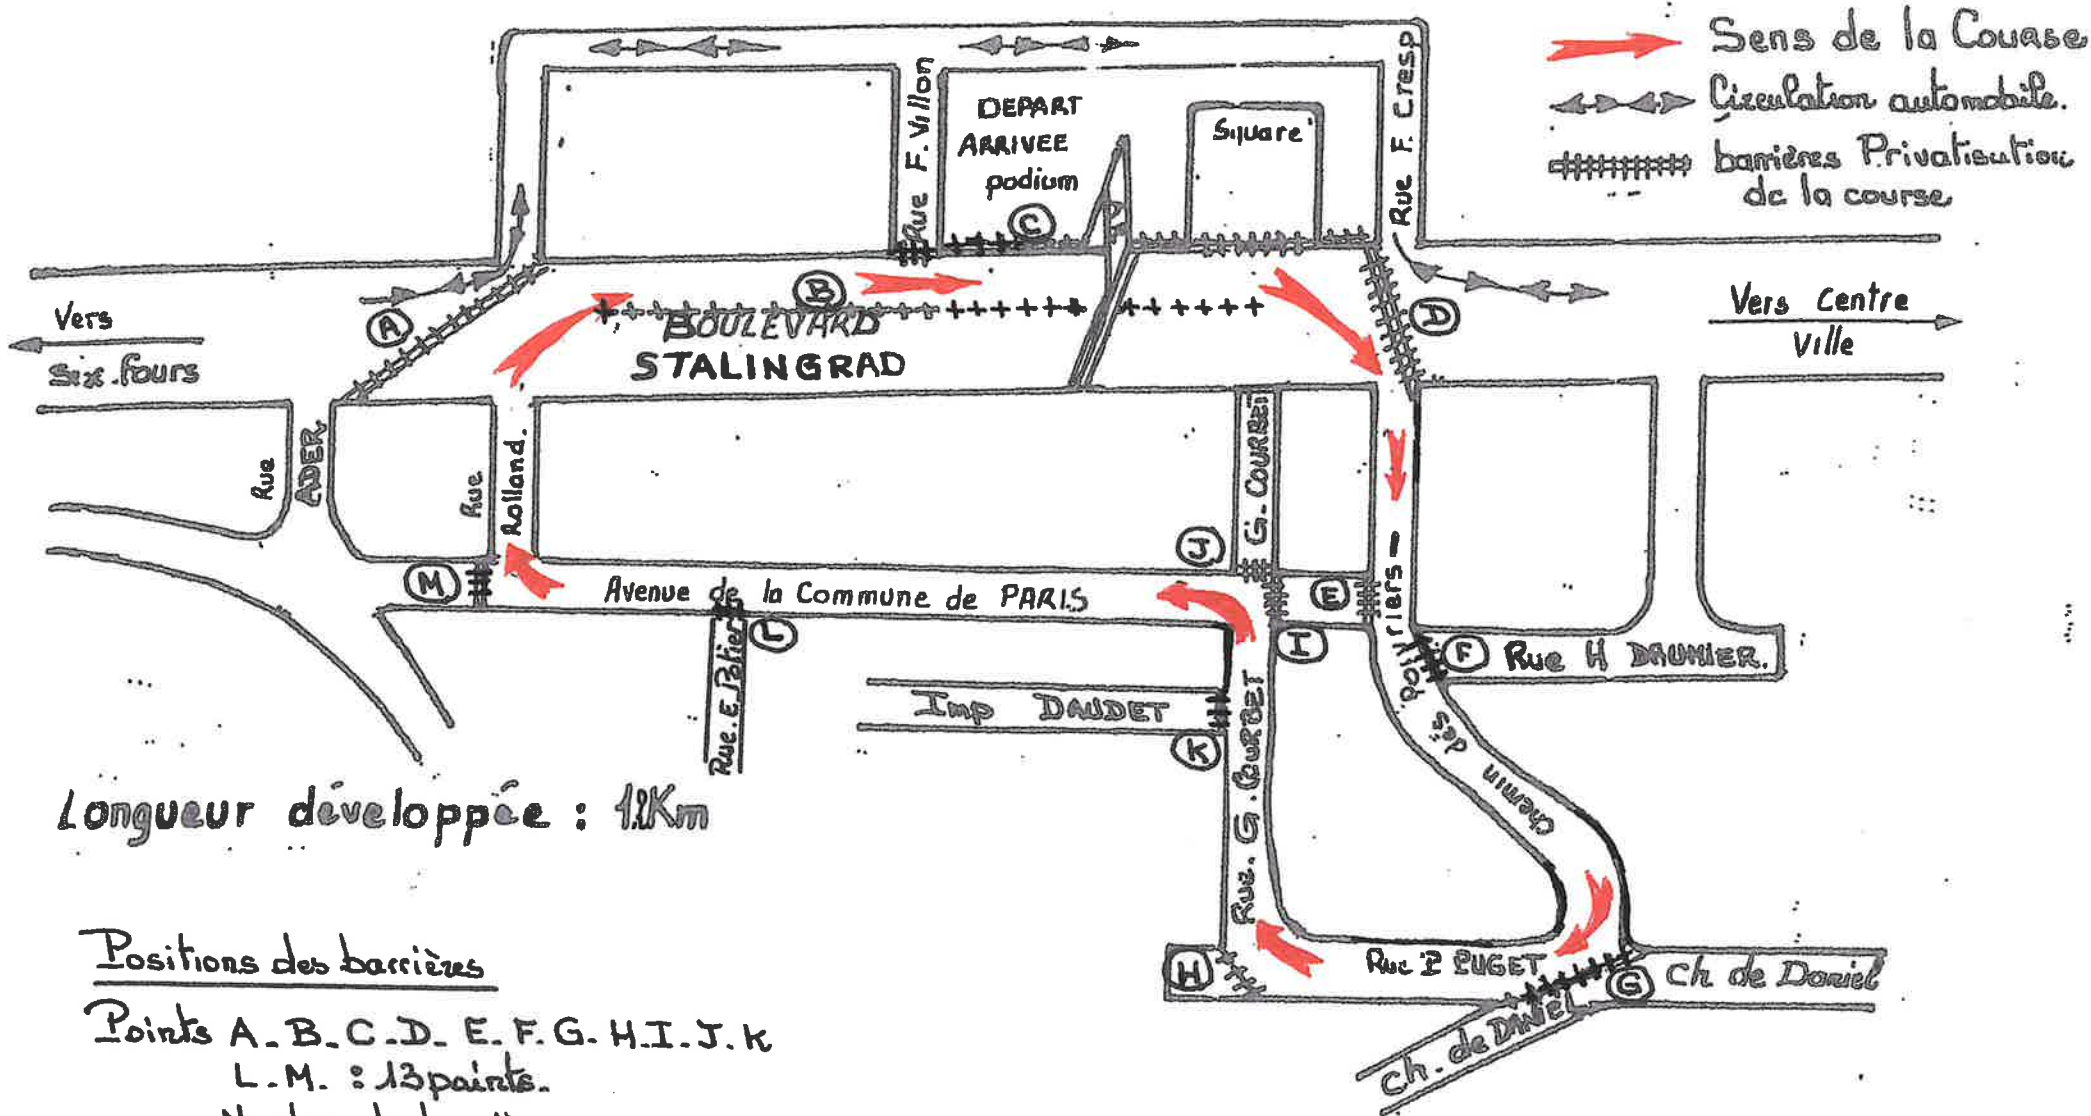 Sens de la Course
Circulation automobile.
barrières Privatisation
de la course
Rue F. Villon
DEPART
ARRIVEE
podium
Square
Rue F. Cresp
C
B
A
D
BOULEVARD
STALINGRAD
Vers
Six.fours
Vers Centre
Ville
Rue ADER
Rue Rolland.
G. COURBET
J
M
Avenue de la Commune de PARIS
E
I
L
F
Rue H DAUMIER.
Rue. E. Potier
Imp DAUDET
K
Rue. G. COURBET
chemin des Poiriers
Longueur développée : 1.2Km
H
Rue P PUGET
G
Ch de Daniel
Ch. de DANIEL
Positions des barrières
Points A_B_C_D_E.F.G-H.I.J.K
L.M. : 13 points.